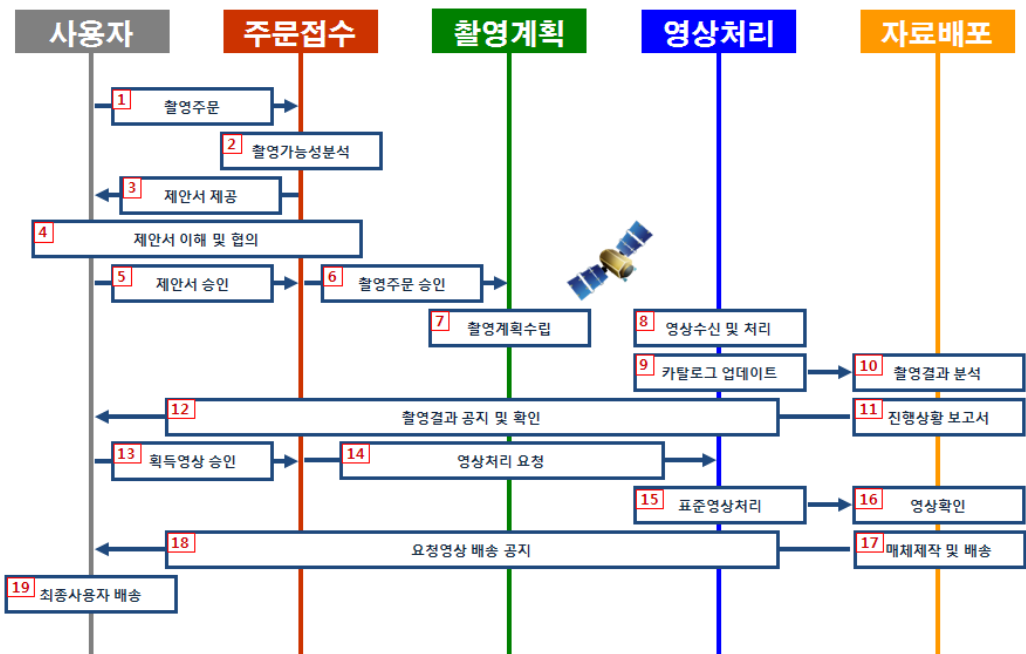 사용자
주문접수
촬영계획
영상처리
자료배포
1 촬영주문
2 촬영가능성분석
3 제안서 제공
4 제안서 이해 및 협의
5 제안서 승인
6 촬영주문 승인
7 촬영계획수립
8 영상수신 및 처리
9 카탈로그 업데이트
10 촬영결과 분석
12 촬영결과 공지 및 확인
11 진행상황 보고서
13 획득영상 승인
14 영상처리 요청
15 표준영상처리
16 영상확인
18 요청영상 배송 공지
17 매체제작 및 배송
19 최종사용자 배송